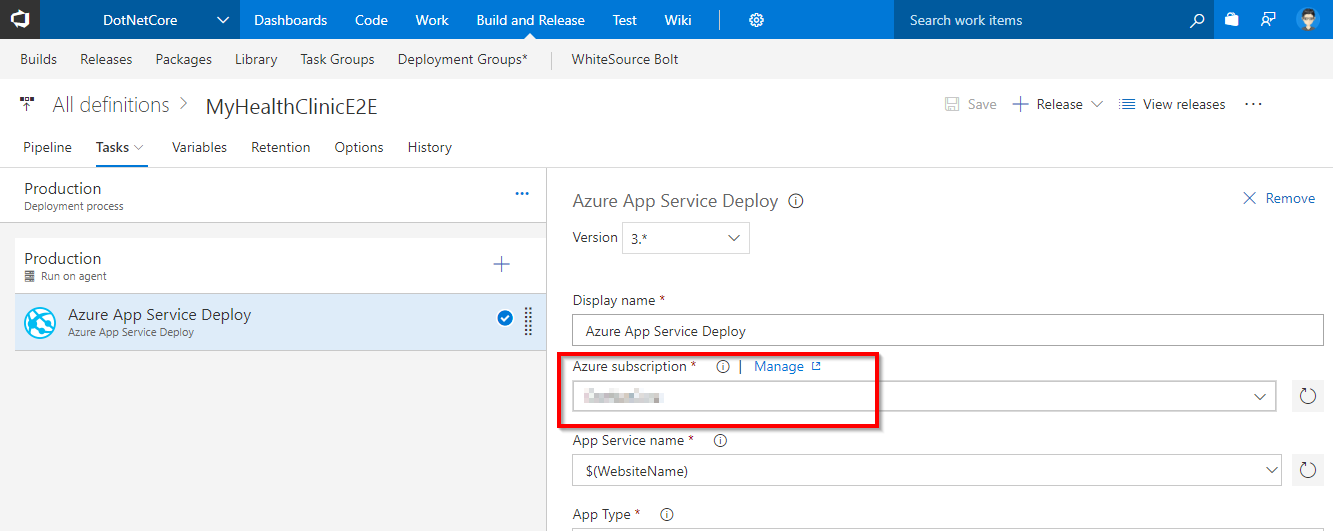 DotNetCore Dashboards Code Work Build and Release Test Wiki Search work items
Builds Releases Packages Library Task Groups Deployment Groups* WhiteSource Bolt
All definitions > MyHealthClinicE2E Save Release View releases ...
Pipeline Tasks Variables Retention Options History
Production
Deployment process
...
Production
Run on agent
Azure App Service Deploy
Azure App Service Deploy
Azure App Service Deploy Remove
Version 3.*
Display name *
Azure App Service Deploy
Azure subscription * | Manage
App Service name *
$(WebsiteName)
App Type *